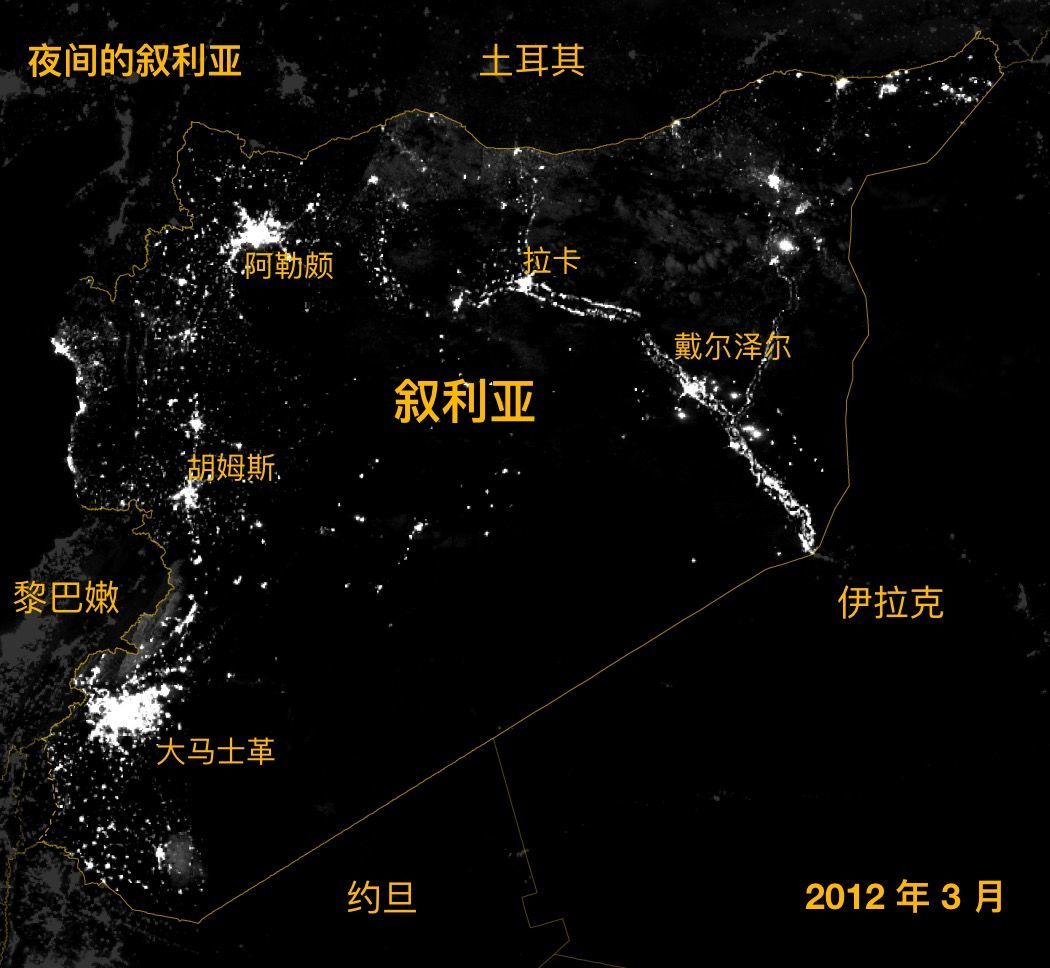 夜间的叙利亚
土耳其
阿勒颇
拉卡
戴尔泽尔
叙利亚
胡姆斯
黎巴嫩
伊拉克
大马士革
约旦
2012 年 3 月